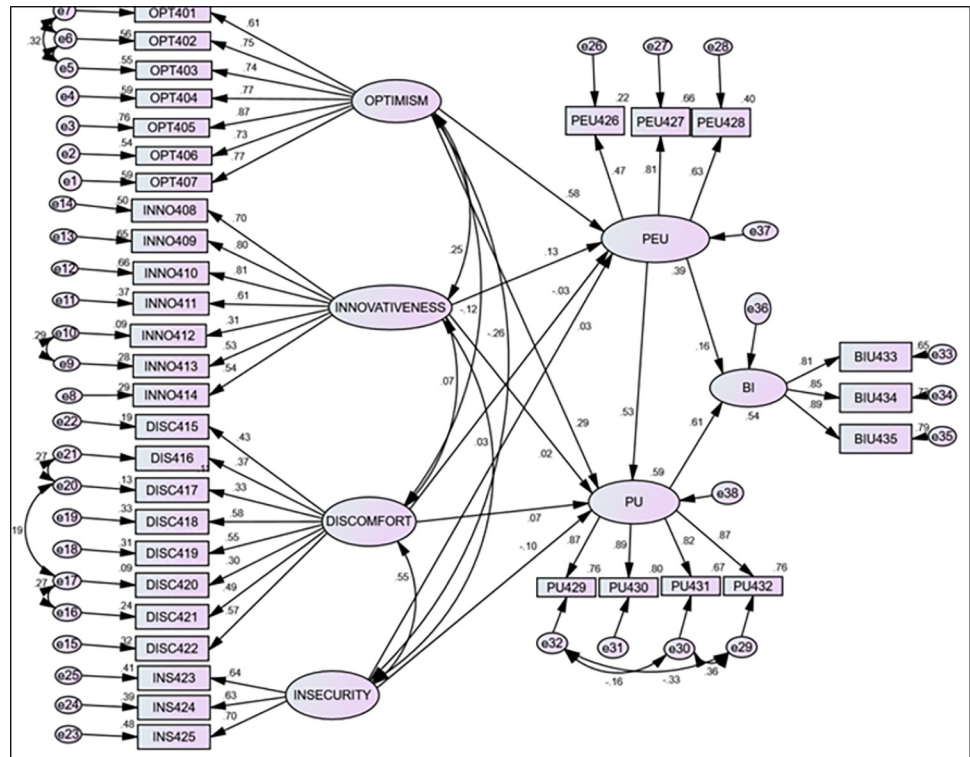 e7 OPT401 .61
.32 e6 .56 OPT402 .75
e5 .55 OPT403 .74
e4 .59 OPT404 .77
e3 .76 OPT405 .87
e2 .54 OPT406 .73
e1 .59 OPT407 .77
OPTIMISM
e14 .50 INNO408 .70
e13 .65 INNO409 .80
e12 .66 INNO410 .81
e11 .37 INNO411 .61
.29 e10 .09 INNO412 .31
e9 .28 INNO413 .53
e8 .29 INNO414 .54
INNOVATIVENESS
e22 .19 DISC415 .43
.27 e21 DIS416 .11 .37
e20 .13 DISC417 .33
e19 .33 DISC418 .58
.19 e18 .31 DISC419 .55
.27 e17 .09 DISC420 .30
e16 .24 DISC421 .49
e15 .32 DISC422 .57
DISCOMFORT
e25 .41 INS423 .64
e24 .39 INS424 .63
e23 .48 INS425 .70
INSECURITY
.25
-.12
-.26
.07
.03
.55
.58
.13
-.03
.03
.29
.02
.07
-.10
e26 e27 e28
.22 .66 .40
PEU426 PEU427 PEU428
.47 .81 .63
PEU e37
.39
.53
.16
e36
BI
.54
.61
.81 BIU433 .65 e33
.85 BIU434 e34
.89 BIU435 .79 e35
.59
PU e38
.87 .89 .82 .87
.76 .80 .67 .76
PU429 PU430 PU431 PU432
e32 e31 e30 e29
-.16 -.33 .36